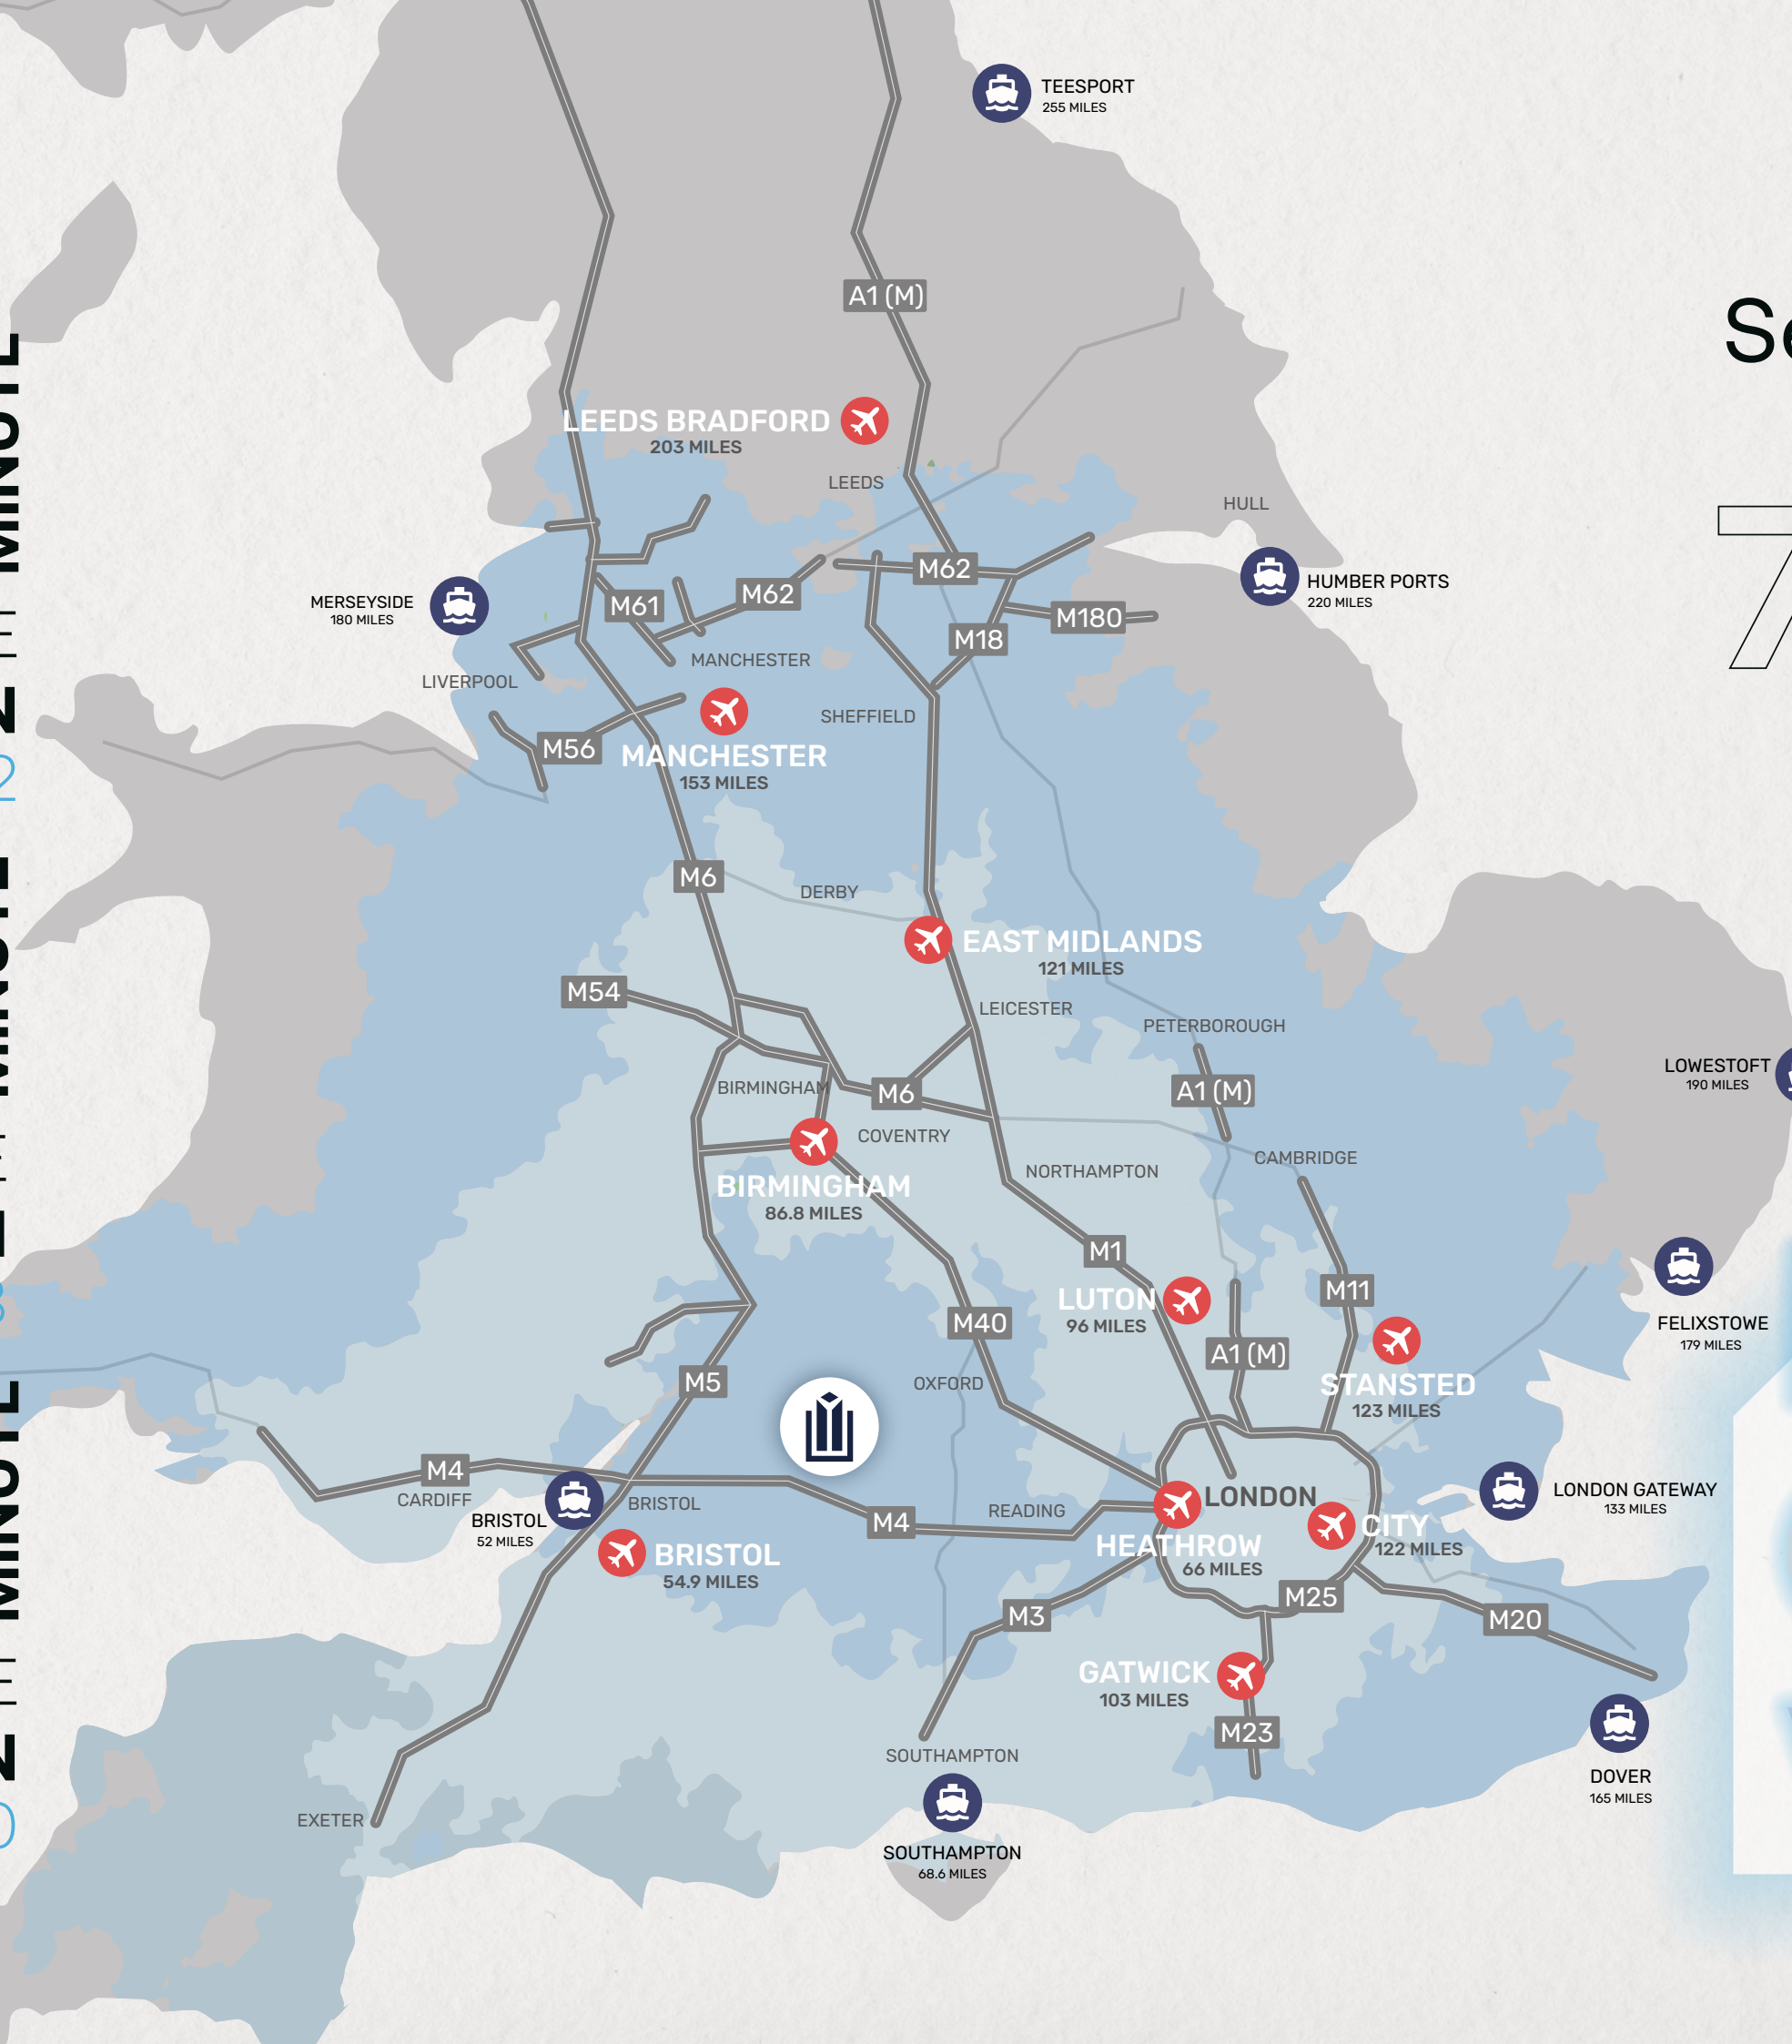 TEESPORT
255 MILES
A1 (M)
Se
LEEDS BRADFORD
203 MILES
LEEDS
HULL
M62
HUMBER PORTS
220 MILES
MERSEYSIDE
180 MILES
M61
M62
M180
M18
MANCHESTER
LIVERPOOL
SHEFFIELD
M56
MANCHESTER
153 MILES
M6
DERBY
EAST MIDLANDS
121 MILES
M54
LEICESTER
PETERBOROUGH
LOWESTOFT
190 MILES
BIRMINGHAM
M6
A1 (M)
COVENTRY
CAMBRIDGE
NORTHAMPTON
BIRMINGHAM
86.8 MILES
M1
M11
LUTON
96 MILES
FELIXSTOWE
179 MILES
M40
A1 (M)
STANSTED
123 MILES
M5
OXFORD
M4
CARDIFF
BRISTOL
52 MILES
BRISTOL
M4
READING
LONDON
LONDON GATEWAY
133 MILES
BRISTOL
54.9 MILES
HEATHROW
66 MILES
CITY
122 MILES
M25
M3
M20
GATWICK
103 MILES
M23
SOUTHAMPTON
DOVER
165 MILES
EXETER
SOUTHAMPTON
68.6 MILES